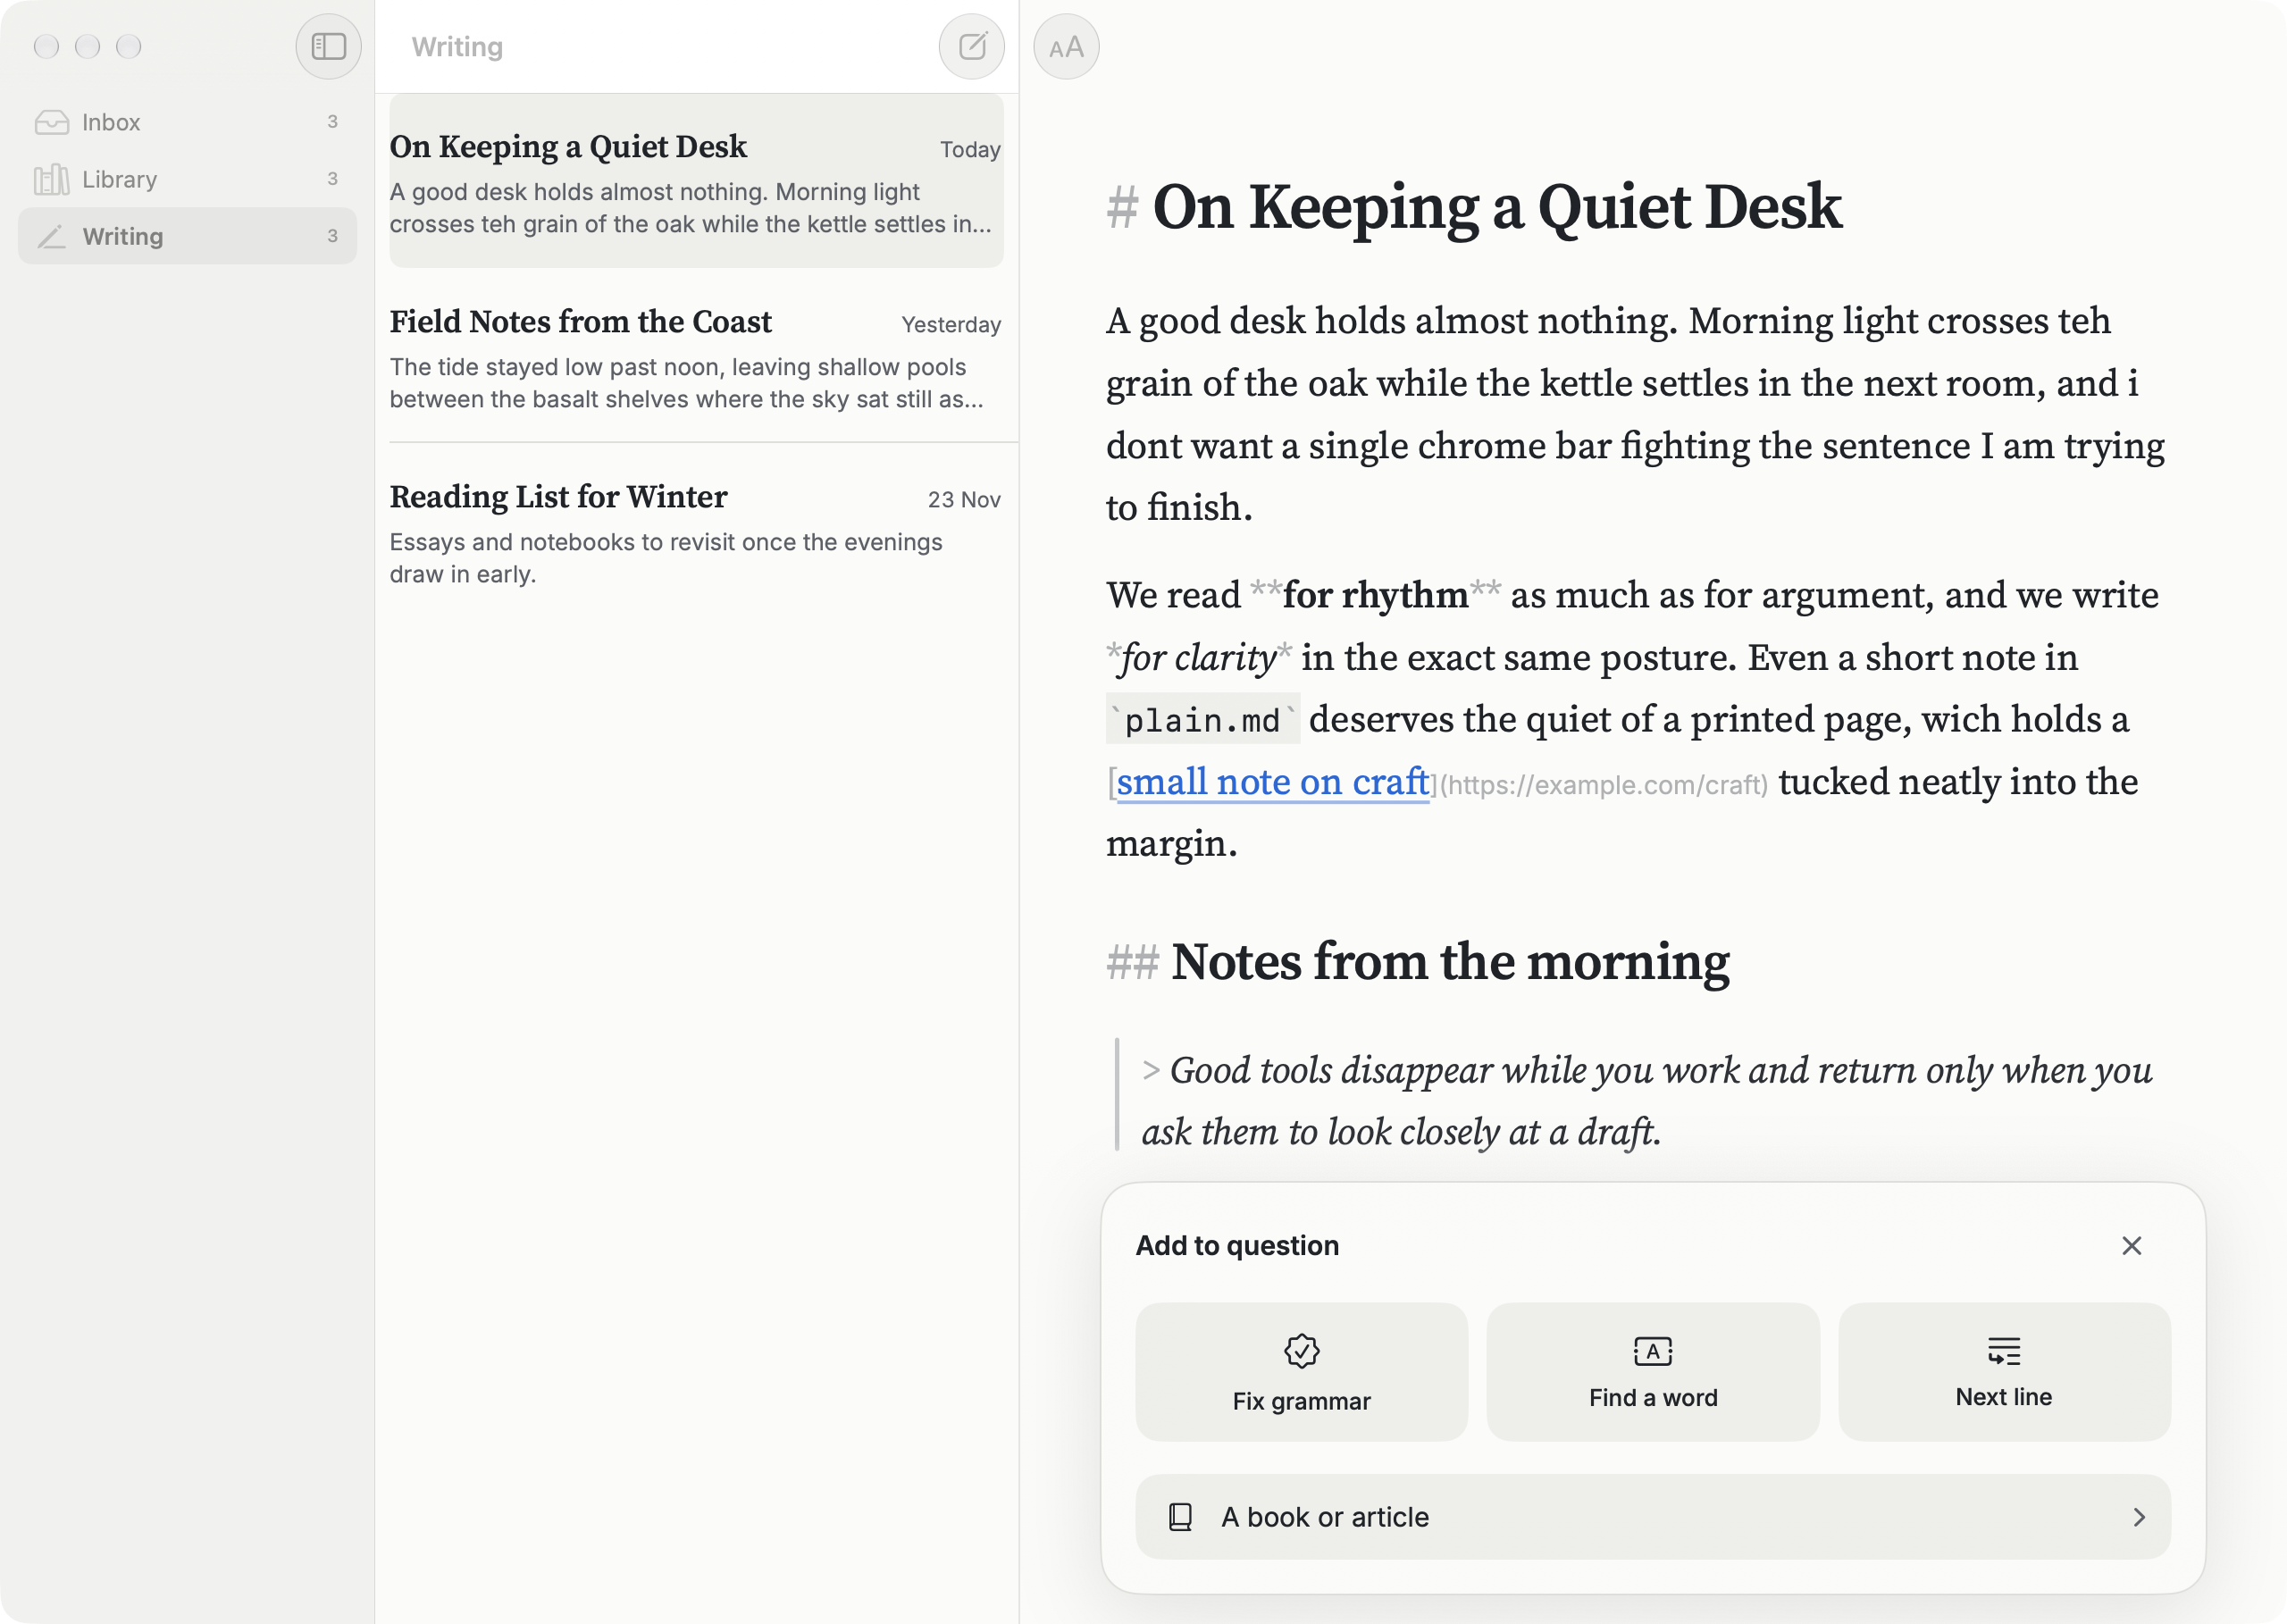 Writing
AA
Inbox 3
Library 3
Writing 3
On Keeping a Quiet Desk Today
A good desk holds almost nothing. Morning light
crosses teh grain of the oak while the kettle settles in...
Field Notes from the Coast Yesterday
The tide stayed low past noon, leaving shallow pools
between the basalt shelves where the sky sat still as...
Reading List for Winter 23 Nov
Essays and notebooks to revisit once the evenings
draw in early.
# On Keeping a Quiet Desk
A good desk holds almost nothing. Morning light crosses teh
grain of the oak while the kettle settles in the next room, and i
dont want a single chrome bar fighting the sentence I am trying
to finish.
We read **for rhythm** as much as for argument, and we write
*for clarity* in the exact same posture. Even a short note in
`plain.md` deserves the quiet of a printed page, wich holds a
[small note on craft](https://example.com/craft) tucked neatly into the
margin.
## Notes from the morning
> Good tools disappear while you work and return only when you
ask them to look closely at a draft.
Add to question
Fix grammar
A
Find a word
Next line
A book or article